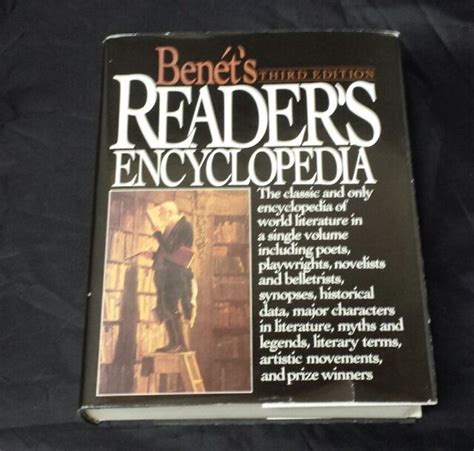 Benét's THIRD EDITION
READER'S
ENCYCLOPEDIA
The classic and only
encyclopedia of
world literature in
a single volume
including poets,
playwrights, novelists
and belletrists,
synopses, historical
data, major characters
in literature, myths and
legends, literary terms,
artistic movements,
and prize winners